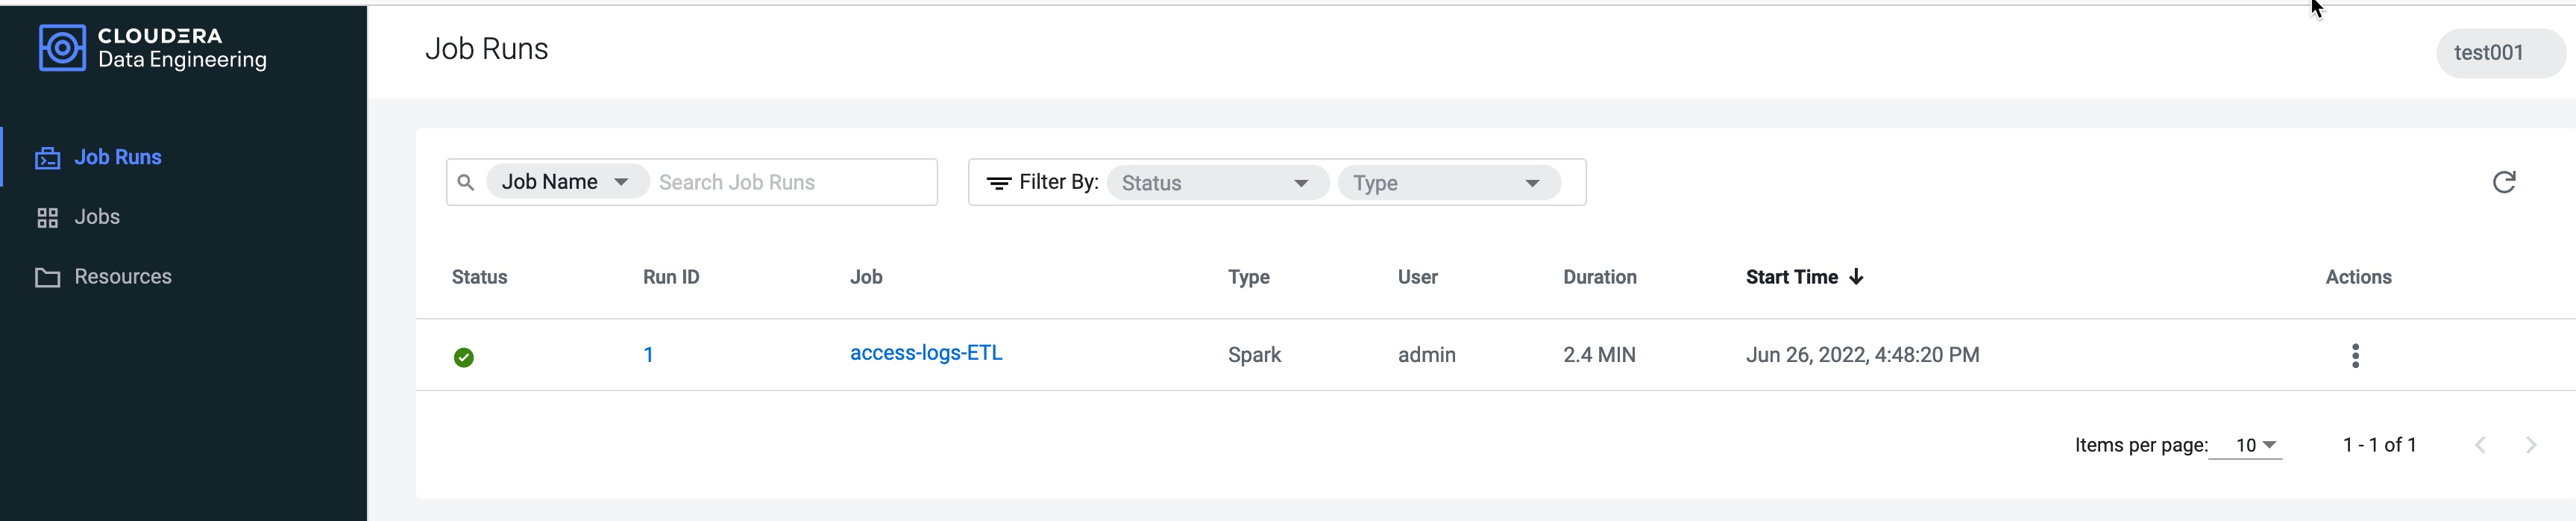 CLOUDERA
Data Engineering
Job Runs
Jobs
Resources
Job Runs
test001
Job Name Search Job Runs Filter By: Status Type
Status Run ID Job Type User Duration Start Time Actions
1 access-logs-ETL Spark admin 2.4 MIN Jun 26, 2022, 4:48:20 PM
Items per page: 10 1 - 1 of 1